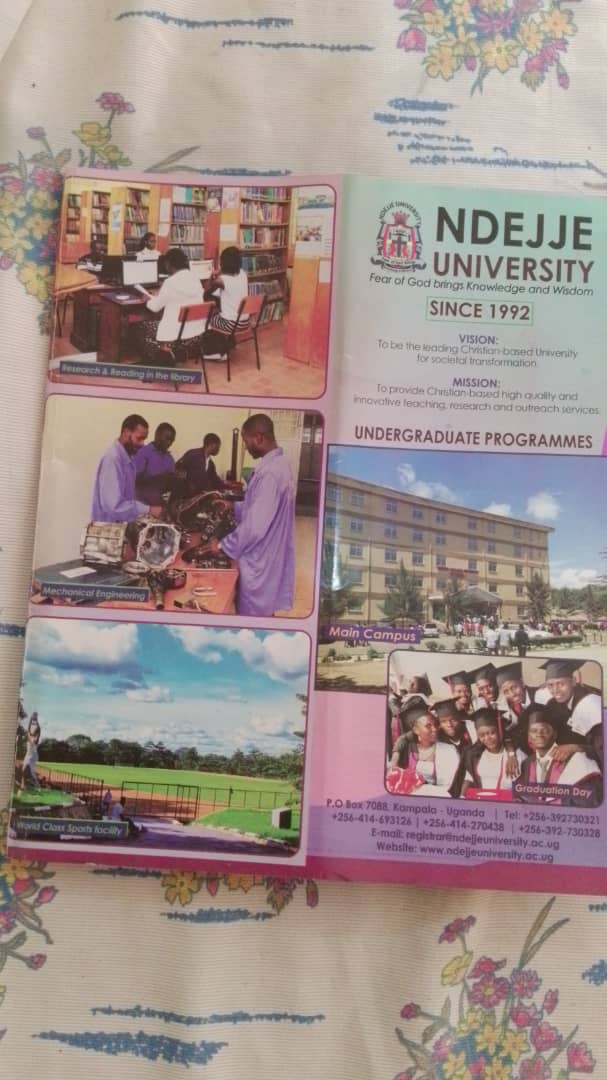 Research & Reading in the library
Mechanical Engineering
World Class Sports facility
NDEJJE UNIVERSITY
NDEJJE
UNIVERSITY
Fear of God brings Knowledge and Wisdom
SINCE 1992
VISION:
To be the leading Christian-based University
for societal transformation.
MISSION:
To provide Christian-based high quality and
innovative teaching, research and outreach services.
UNDERGRADUATE PROGRAMMES
Main Campus
Graduation Day
P.O Box 7088, Kampala - Uganda | Tel: +256-392730321
+256-414-693126 | +256-414-270438 | +256-392-730328
E-mail: registrar@ndejjeuniversity.ac.ug
Website: www.ndejjeuniversity.ac.ug